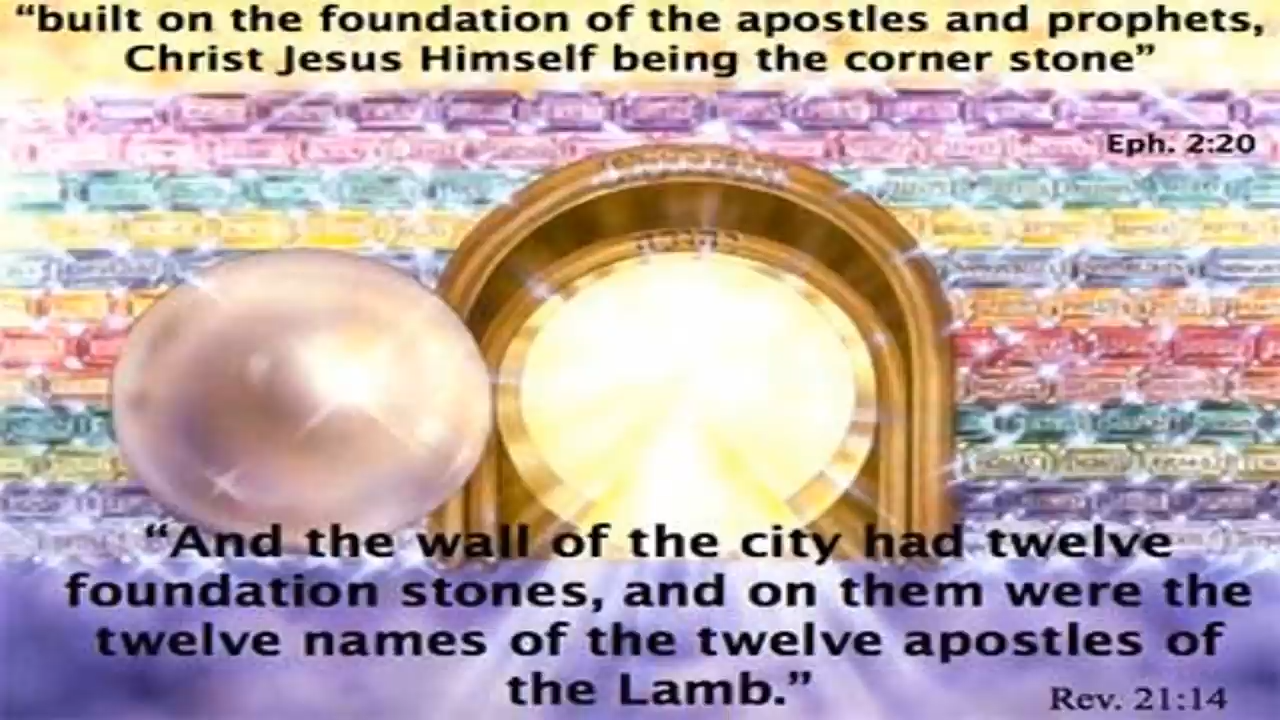 “built on the foundation of the apostles and prophets,
Christ Jesus Himself being the corner stone”
Eph. 2:20
“And the wall of the city had twelve
foundation stones, and on them were the
twelve names of the twelve apostles of
the Lamb.”
Rev. 21:14